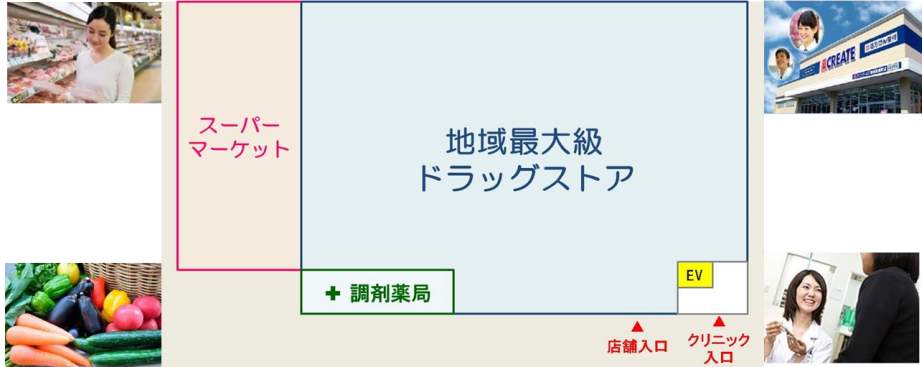 スーパー
マーケット
地域最大級
ドラッグストア
CREATE
✚ 調剤薬局
EV
店舗入口
クリニック
入口